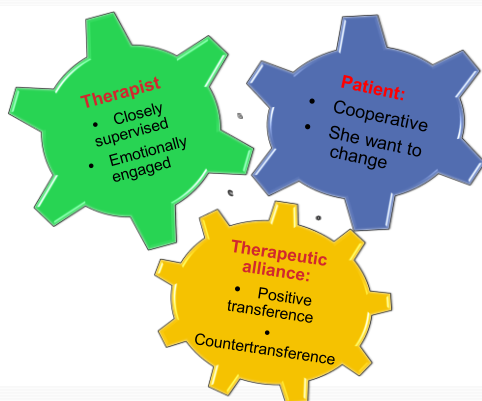 Therapist
• Closely
supervised
• Emotionally
engaged
Patient:
• Cooperative
• She want to
change
Therapeutic
alliance:
• Positive
transference
•
Countertransference